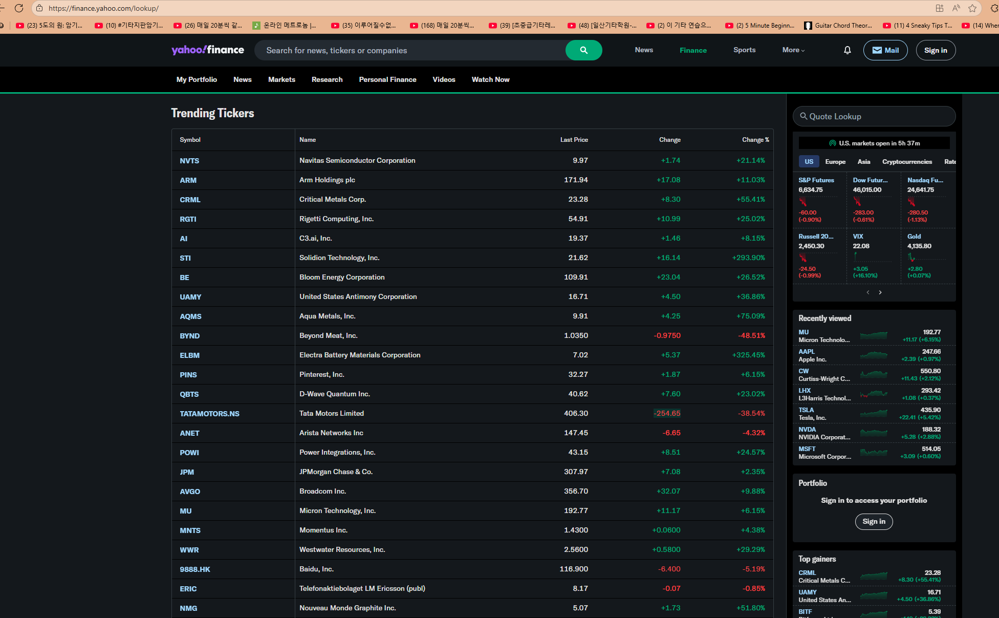 https://finance.yahoo.com/lookup/
(23) 5도의 원: 암기... (10) #기타지판암기... (26) 매일 20분씩 같... 온라인 메트로놈 |... (35) 이루어질수없... (168) 매일 20분씩... (39) [초중급기타레... (48) [일산기타학원-... (2) 이 기타 연습으... (2) 5 Minute Beginn... Guitar Chord Theor... (11) 4 Sneaky Tips T... (14) Wher
yahoo!finance Search for news, tickers or companies News Finance Sports More Mail Sign in
My Portfolio News Markets Research Personal Finance Videos Watch Now
Trending Tickers
Symbol Name Last Price Change Change %
NVTS Navitas Semiconductor Corporation 9.97 +1.74 +21.14%
ARM Arm Holdings plc 171.94 +17.08 +11.03%
CRML Critical Metals Corp. 23.28 +8.30 +55.41%
RGTI Rigetti Computing, Inc. 54.91 +10.99 +25.02%
AI C3.ai, Inc. 19.37 +1.46 +8.15%
STI Solidion Technology, Inc. 21.62 +16.14 +293.90%
BE Bloom Energy Corporation 109.91 +23.04 +26.52%
UAMY United States Antimony Corporation 16.71 +4.50 +36.86%
AQMS Aqua Metals, Inc. 9.91 +4.25 +75.09%
BYND Beyond Meat, Inc. 1.0350 -0.9750 -48.51%
ELBM Electra Battery Materials Corporation 7.02 +5.37 +325.45%
PINS Pinterest, Inc. 32.27 +1.87 +6.15%
QBTS D-Wave Quantum Inc. 40.62 +7.60 +23.02%
TATAMOTORS.NS Tata Motors Limited 406.30 -254.65 -38.54%
ANET Arista Networks Inc 147.45 -6.65 -4.32%
POWI Power Integrations, Inc. 43.15 +8.51 +24.57%
JPM JPMorgan Chase & Co. 307.97 +7.08 +2.35%
AVGO Broadcom Inc. 356.70 +32.07 +9.88%
MU Micron Technology, Inc. 192.77 +11.17 +6.15%
MNTS Momentus Inc. 1.4300 +0.0600 +4.38%
WWR Westwater Resources, Inc. 2.5600 +0.5800 +29.29%
9888.HK Baidu, Inc. 116.900 -6.400 -5.19%
ERIC Telefonaktiebolaget LM Ericsson (publ) 8.17 -0.07 -0.85%
NMG Nouveau Monde Graphite Inc. 5.07 +1.73 +51.80%
Quote Lookup
U.S. markets open in 5h 37m
US Europe Asia Cryptocurrencies Rate
S&P Futures Dow Futur... Nasdaq Fu...
6,634.75 46,015.00 24,641.75
-60.00 -283.00 -280.50
(-0.90%) (-0.61%) (-1.13%)
Russell 20... VIX Gold
2,450.30 22.08 4,135.80
-24.50 +3.05 +2.80
(-0.99%) (+16.10%) (+0.07%)
Recently viewed
MU 192.77
Micron Technolo... +11.17 (+6.15%)
AAPL 247.66
Apple Inc. +2.39 (+0.97%)
CW 550.80
Curtiss-Wright C... +11.43 (+2.12%)
LHX 293.42
L3Harris Technol... +1.08 (+0.37%)
TSLA 435.90
Tesla, Inc. +22.41 (+5.42%)
NVDA 188.32
NVIDIA Corporat... +5.28 (+2.88%)
MSFT 514.05
Microsoft Corpor... +3.09 (+0.60%)
Portfolio
Sign in to access your portfolio
Sign in
Top gainers
CRML 23.28
Critical Metals C... +8.30 (+55.41%)
UAMY 16.71
United States An... +4.50 (+36.86%)
BITF 5.39